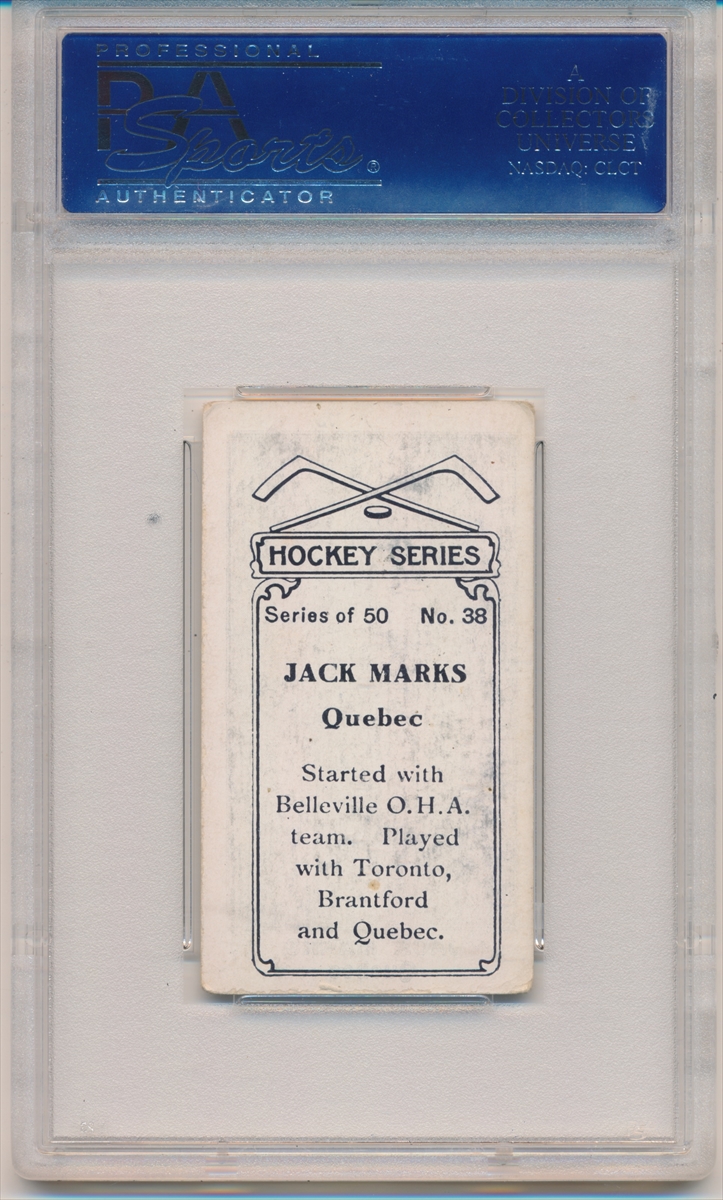 PROFESSIONAL
PSA
Sports®
AUTHENTICATOR
A
DIVISION OF
COLLECTORS
UNIVERSE
NASDAQ: CLCT
HOCKEY SERIES
Series of 50 No. 38
JACK MARKS
Quebec
Started with
Belleville O.H.A.
team. Played
with Toronto,
Brantford
and Quebec.